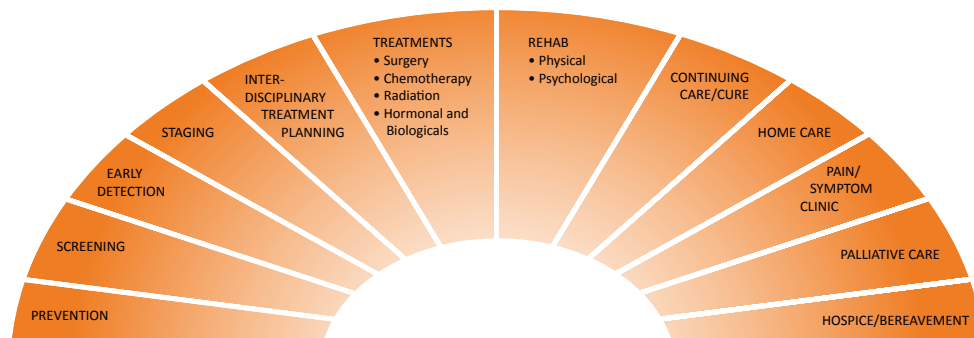 PREVENTION
SCREENING
EARLY
DETECTION
STAGING
INTER-
DISCIPLINARY
TREATMENT
PLANNING
TREATMENTS
• Surgery
• Chemotherapy
• Radiation
• Hormonal and
Biologicals
REHAB
• Physical
• Psychological
CONTINUING
CARE/CURE
HOME CARE
PAIN/
SYMPTOM
CLINIC
PALLIATIVE CARE
HOSPICE/BEREAVEMENT